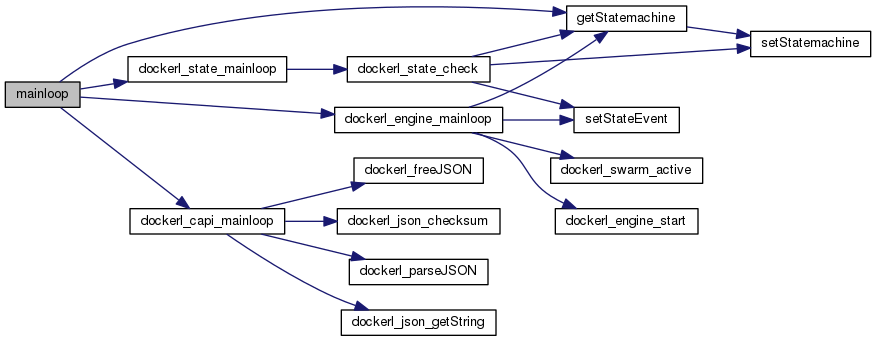 getStatemachine
setStatemachine
dockerl_state_mainloop
dockerl_state_check
mainloop
dockerl_engine_mainloop
setStateEvent
dockerl_freeJSON
dockerl_swarm_active
dockerl_capi_mainloop
dockerl_json_checksum
dockerl_engine_start
dockerl_parseJSON
dockerl_json_getString